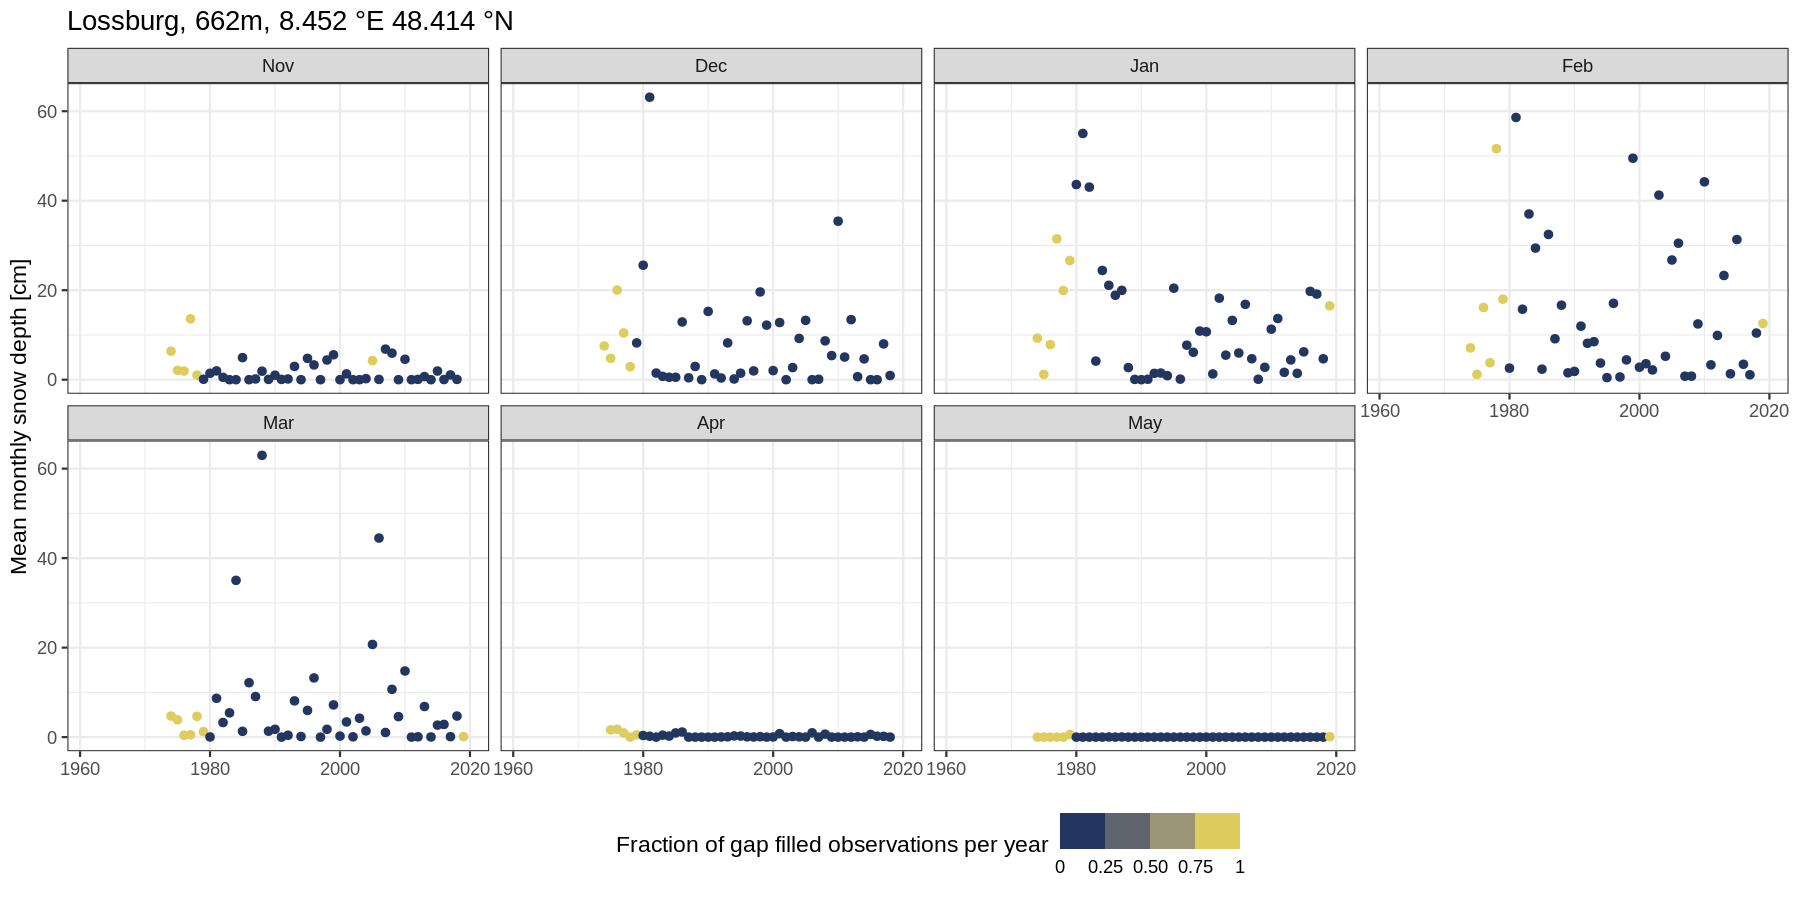 Lossburg, 662m, 8.452 °E 48.414 °N
Nov Dec Jan Feb
60
40
20
0
1960 1980 2000 2020
Mar Apr May
60
40
20
0
1960 1980 2000 2020 1960 1980 2000 2020 1960 1980 2000 2020
Mean monthly snow depth [cm]
Fraction of gap filled observations per year
0 0.25 0.50 0.75 1